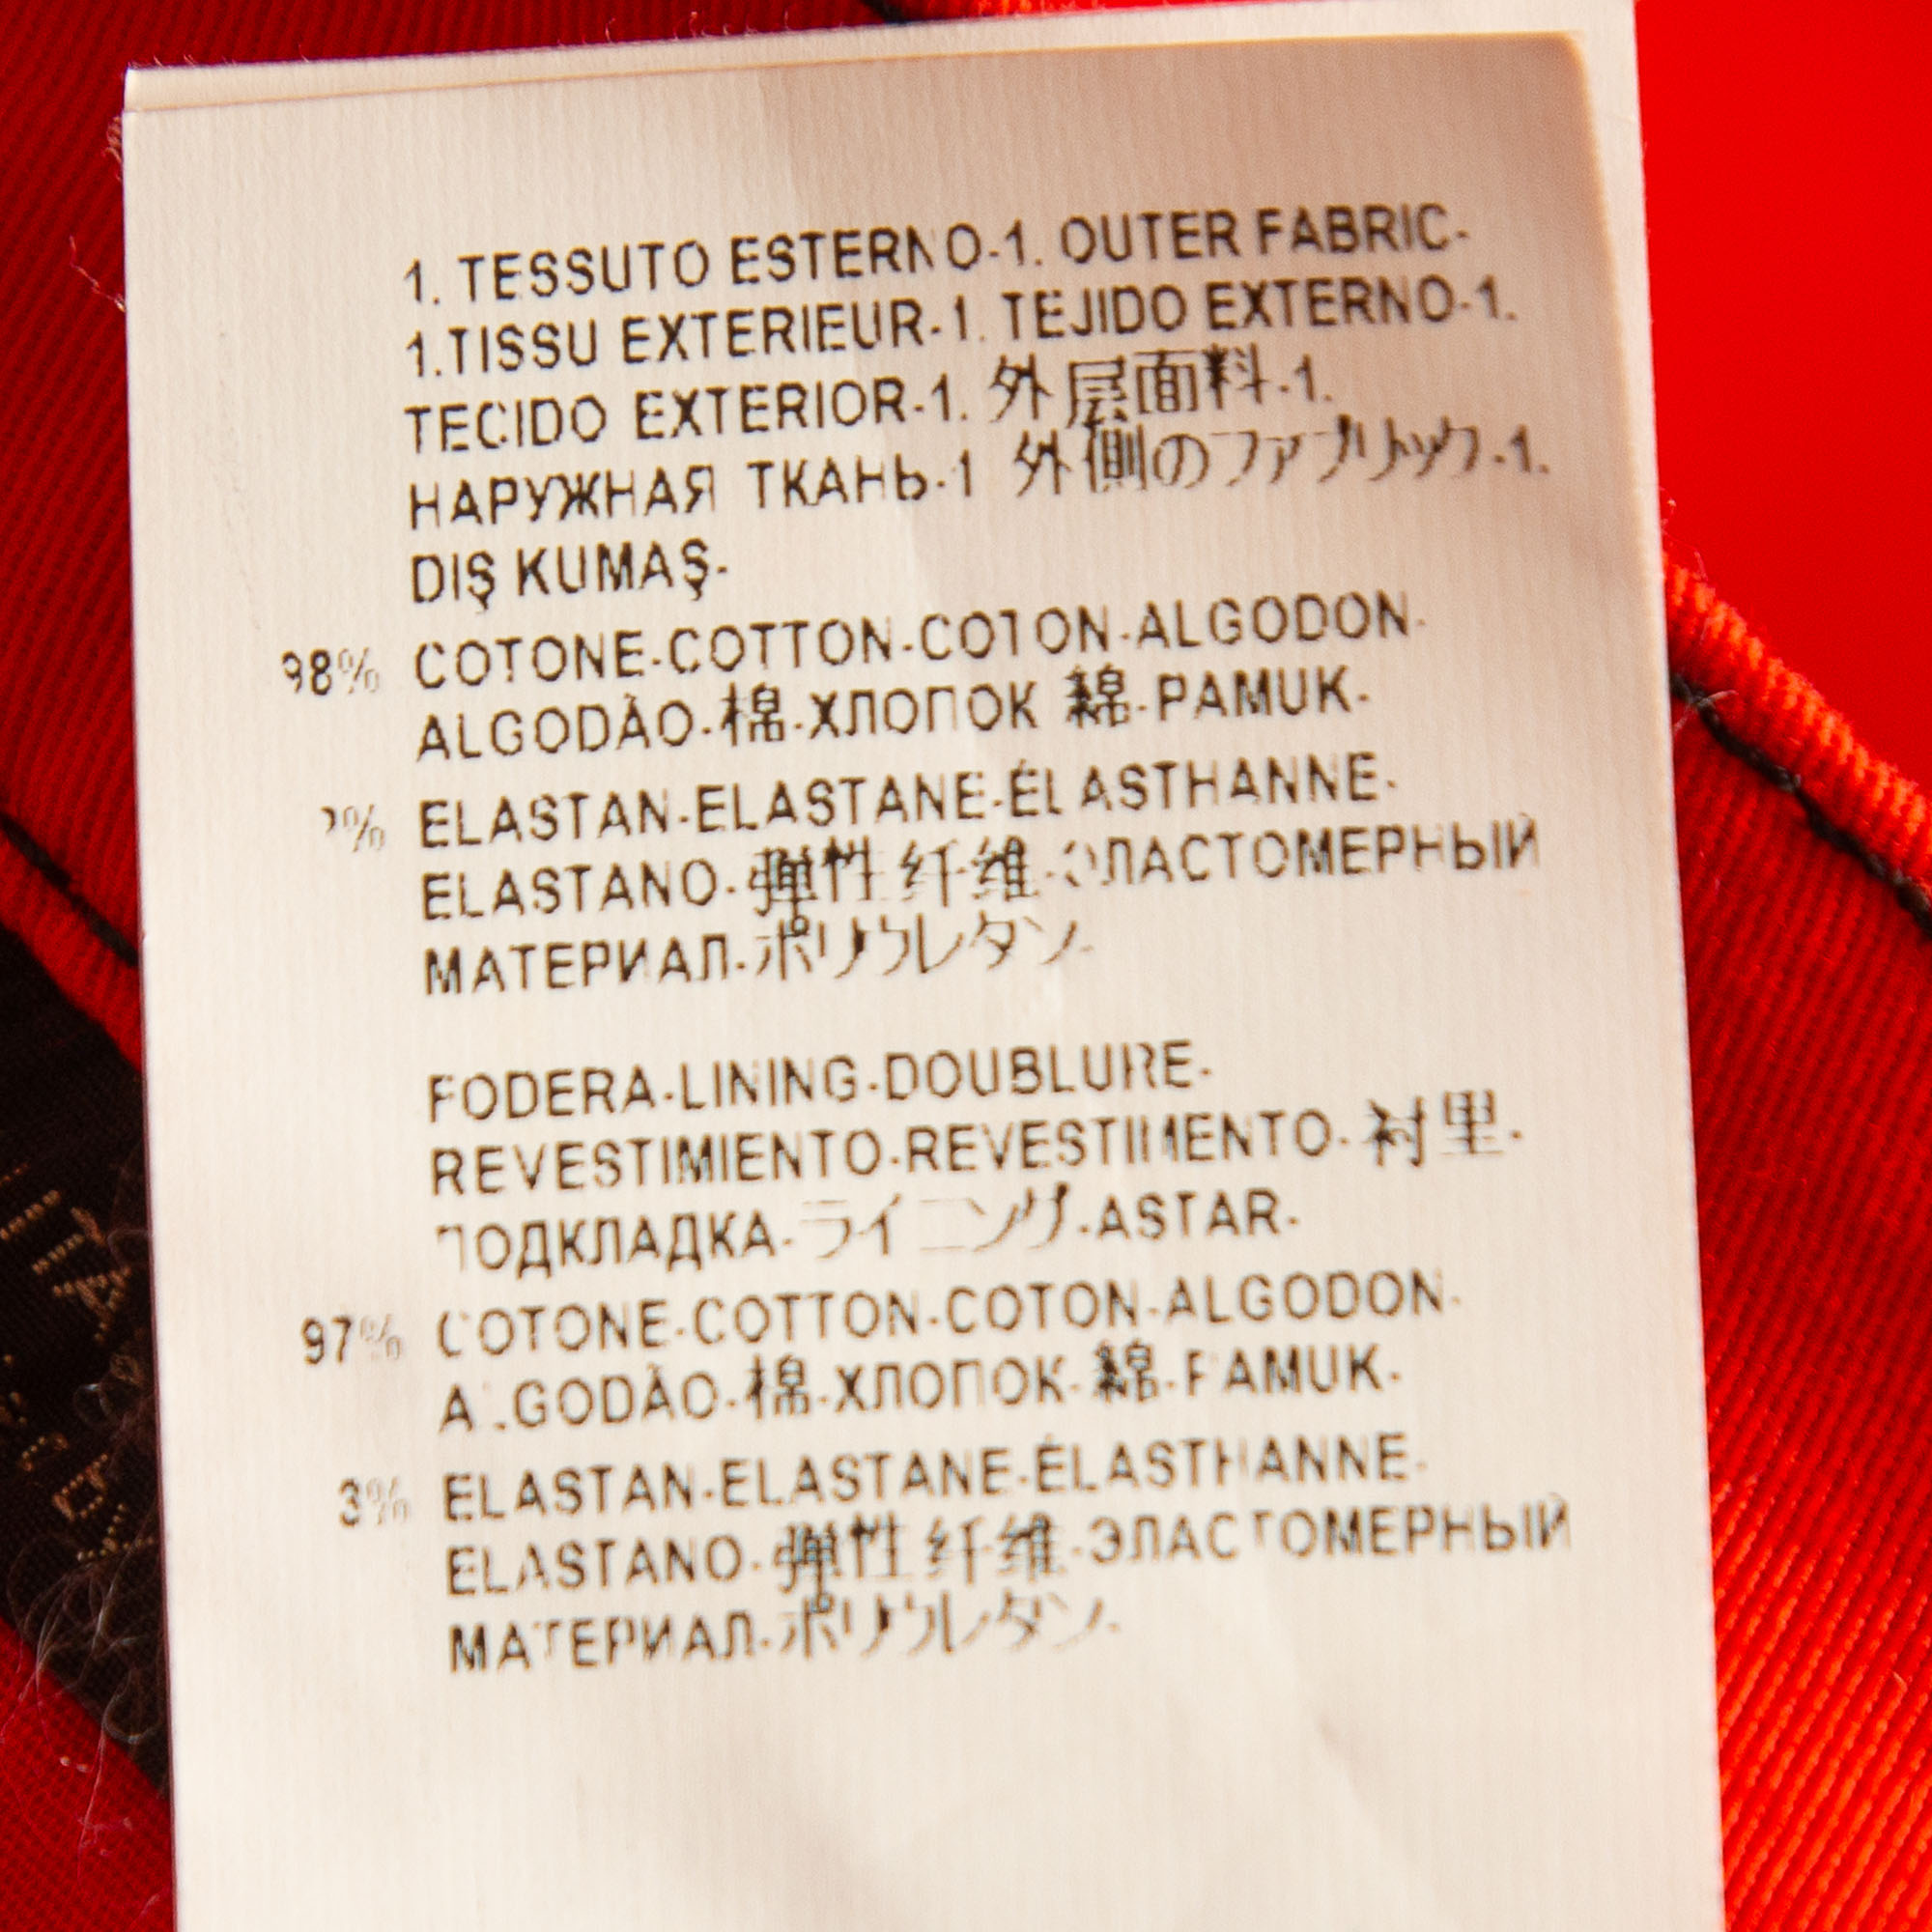 1. TESSUTO ESTERNO-1. OUTER FABRIC-
1.TISSU EXTERIEUR-1. TEJIDO EXTERNO-1.
TECIDO EXTERIOR-1. 外层面料-1.
НАРУЖНАЯ ТКАНЬ-1 外側のファブリック-1.
DIŞ KUMAŞ-
98% COTONE-COTTON-COTON-ALGODON-
ALGODÃO-棉-ХЛОПОК 綿-PAMUK-
ELASTAN-ELASTANE-ÉLASTHANNE-
ELASTANO-弹性纤维-ЭЛАСТОМЕРНЫЙ
МАТЕРИАЛ-ポリウレタン-
FODERA-LINING-DOUBLURE-
REVESTIMIENTO-REVESTIMENTO-衬里-
ПОДКЛАДКА-ライニング-ASTAR-
97% COTONE-COTTON-COTON-ALGODON-
ALGODÃO-棉-ХЛОПОК-綿-PAMUK-
3% ELASTAN-ELASTANE-ÉLASTHANNE-
ELASTANO-弹性纤维-ЭЛАСТОМЕРНЫЙ
МАТЕРИАЛ-ポリウレタン-